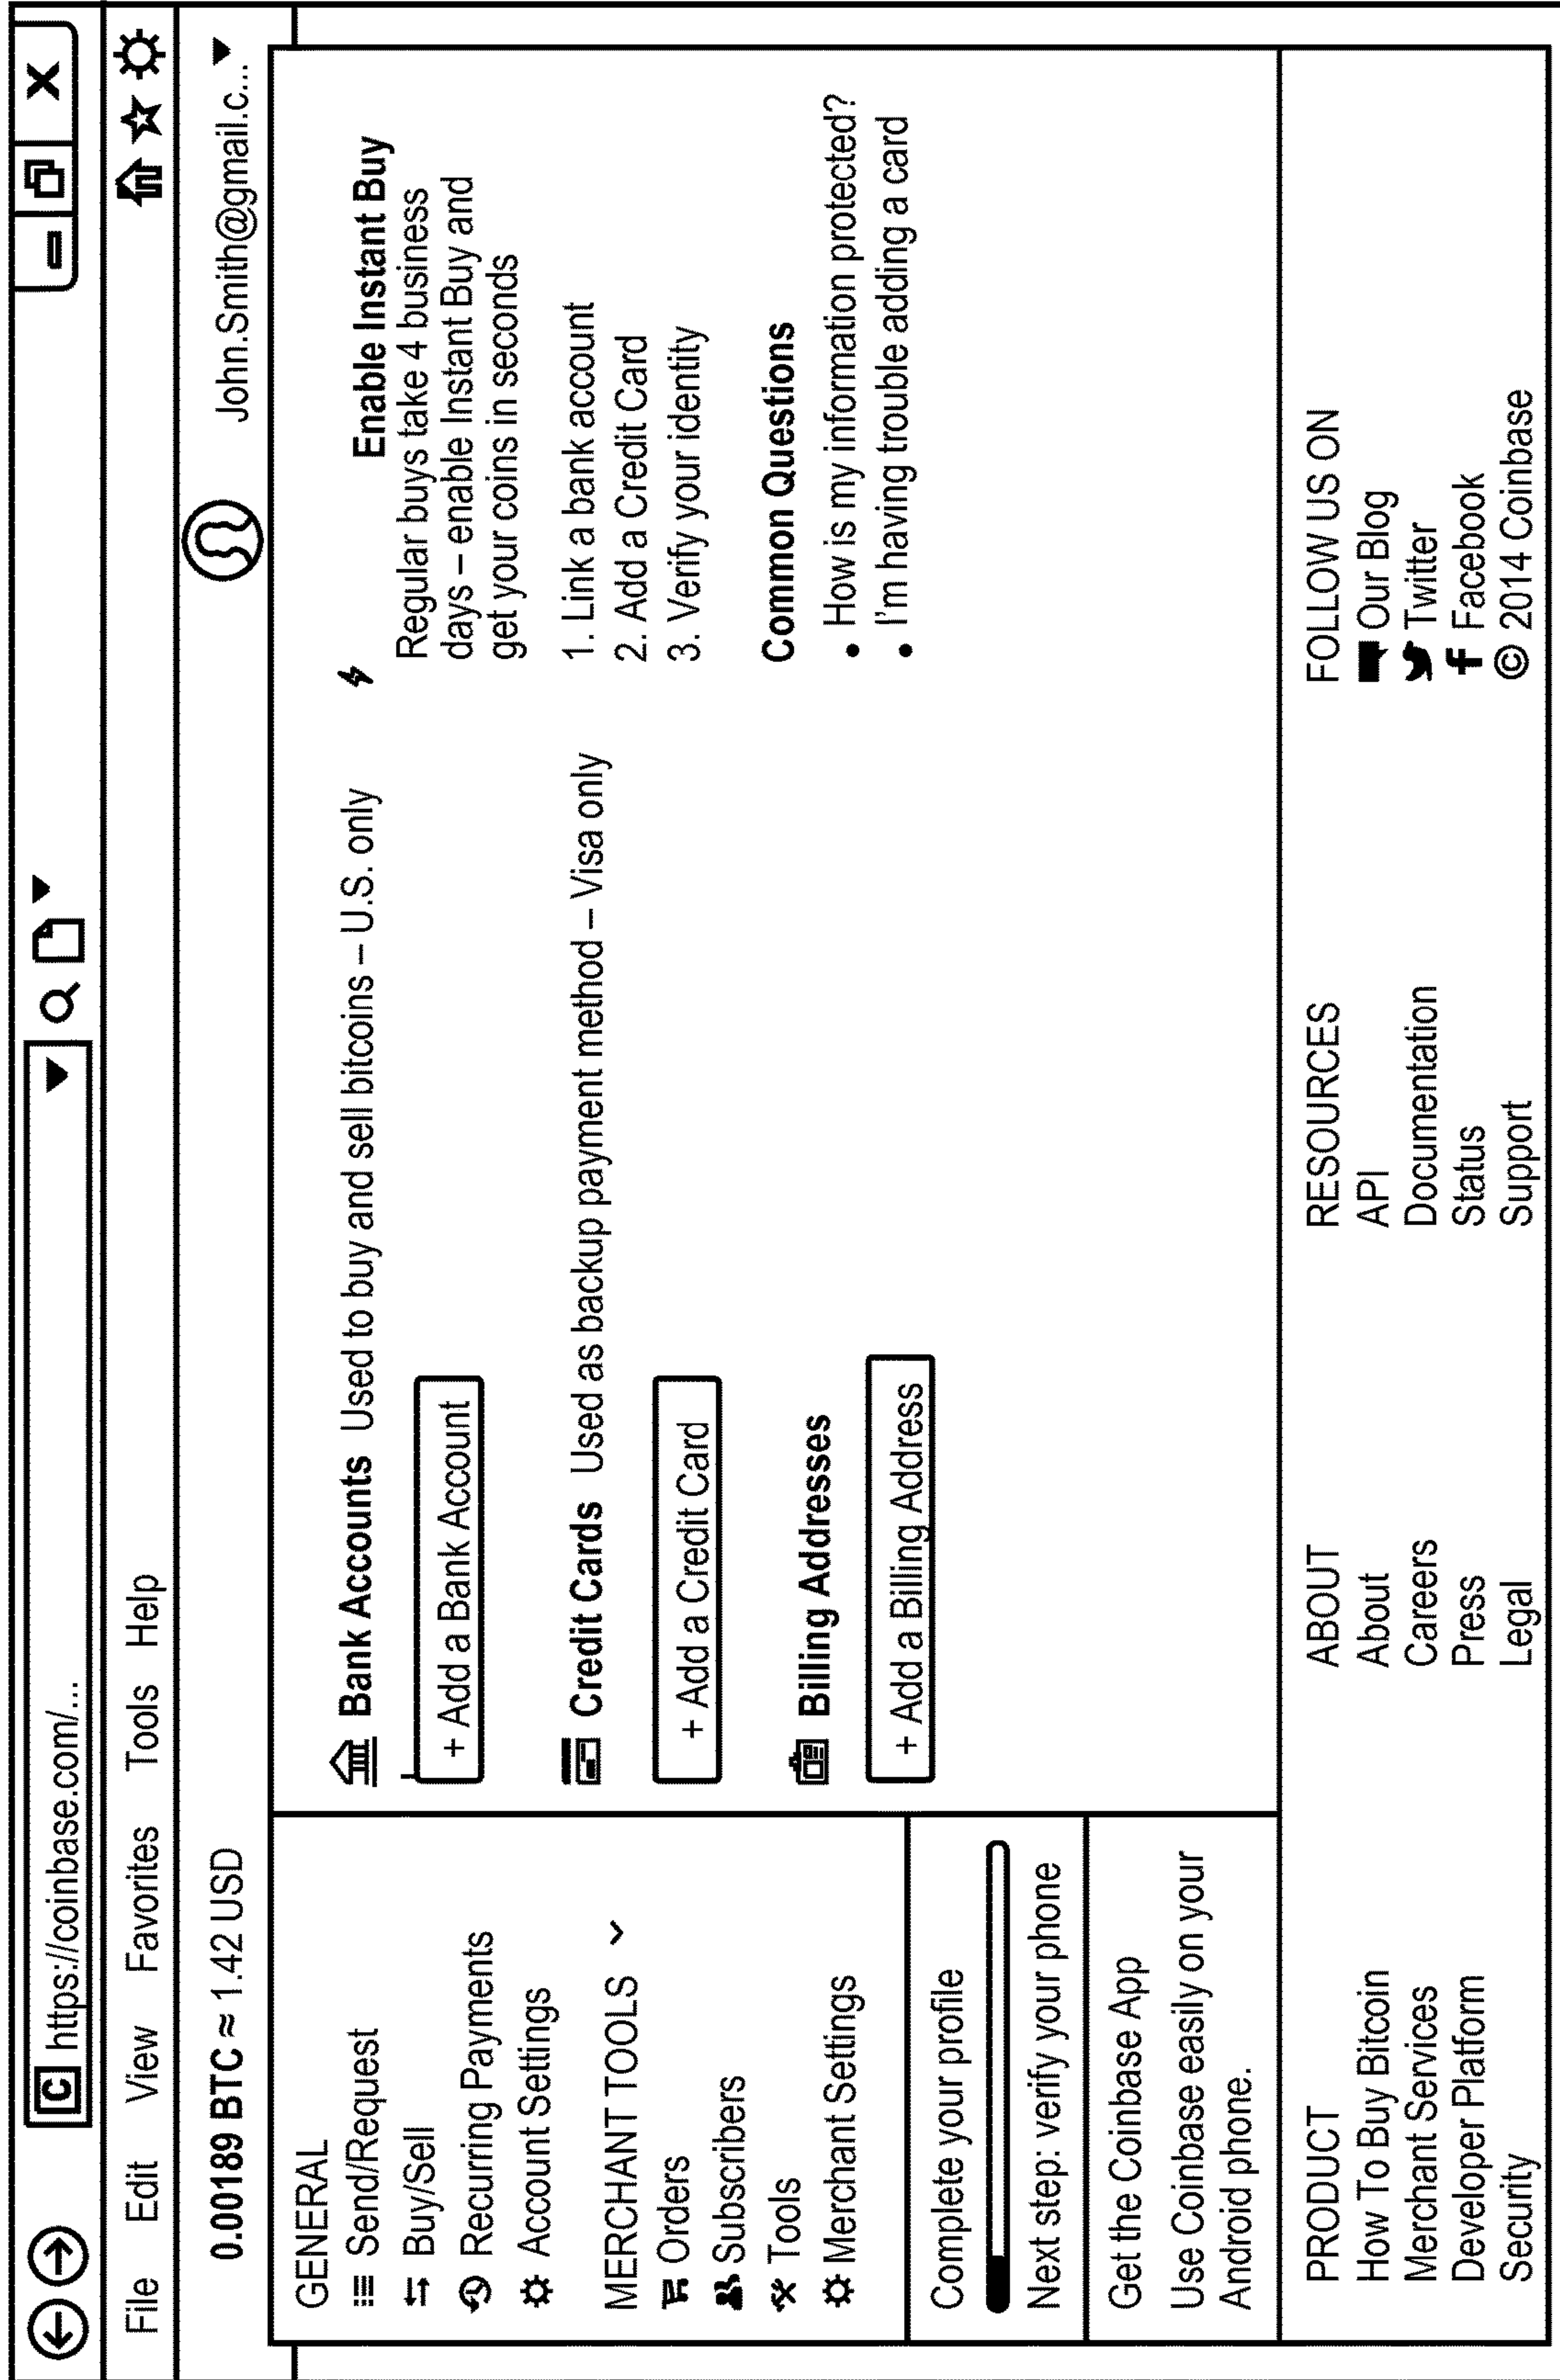 C https://coinbase.com/...
X
File Edit View Favorites Tools Help
0.00189 BTC ≈ 1.42 USD
John.Smith@gmail.c...
GENERAL
Send/Request
Buy/Sell
Recurring Payments
Account Settings
MERCHANT TOOLS
Orders
Subscribers
Tools
Merchant Settings
Complete your profile
Next step: verify your phone
Get the Coinbase App
Use Coinbase easily on your
Android phone.
Bank Accounts Used to buy and sell bitcoins – U.S. only
+ Add a Bank Account
Credit Cards Used as backup payment method – Visa only
+ Add a Credit Card
Billing Addresses
+ Add a Billing Address
Enable Instant Buy
Regular buys take 4 business
days – enable Instant Buy and
get your coins in seconds
1. Link a bank account
2. Add a Credit Card
3. Verify your identity
Common Questions
• How is my information protected?
• I'm having trouble adding a card
PRODUCT
How To Buy Bitcoin
Merchant Services
Developer Platform
Security
ABOUT
About
Careers
Press
Legal
RESOURCES
API
Documentation
Status
Support
FOLLOW US ON
Our Blog
Twitter
f Facebook
© 2014 Coinbase